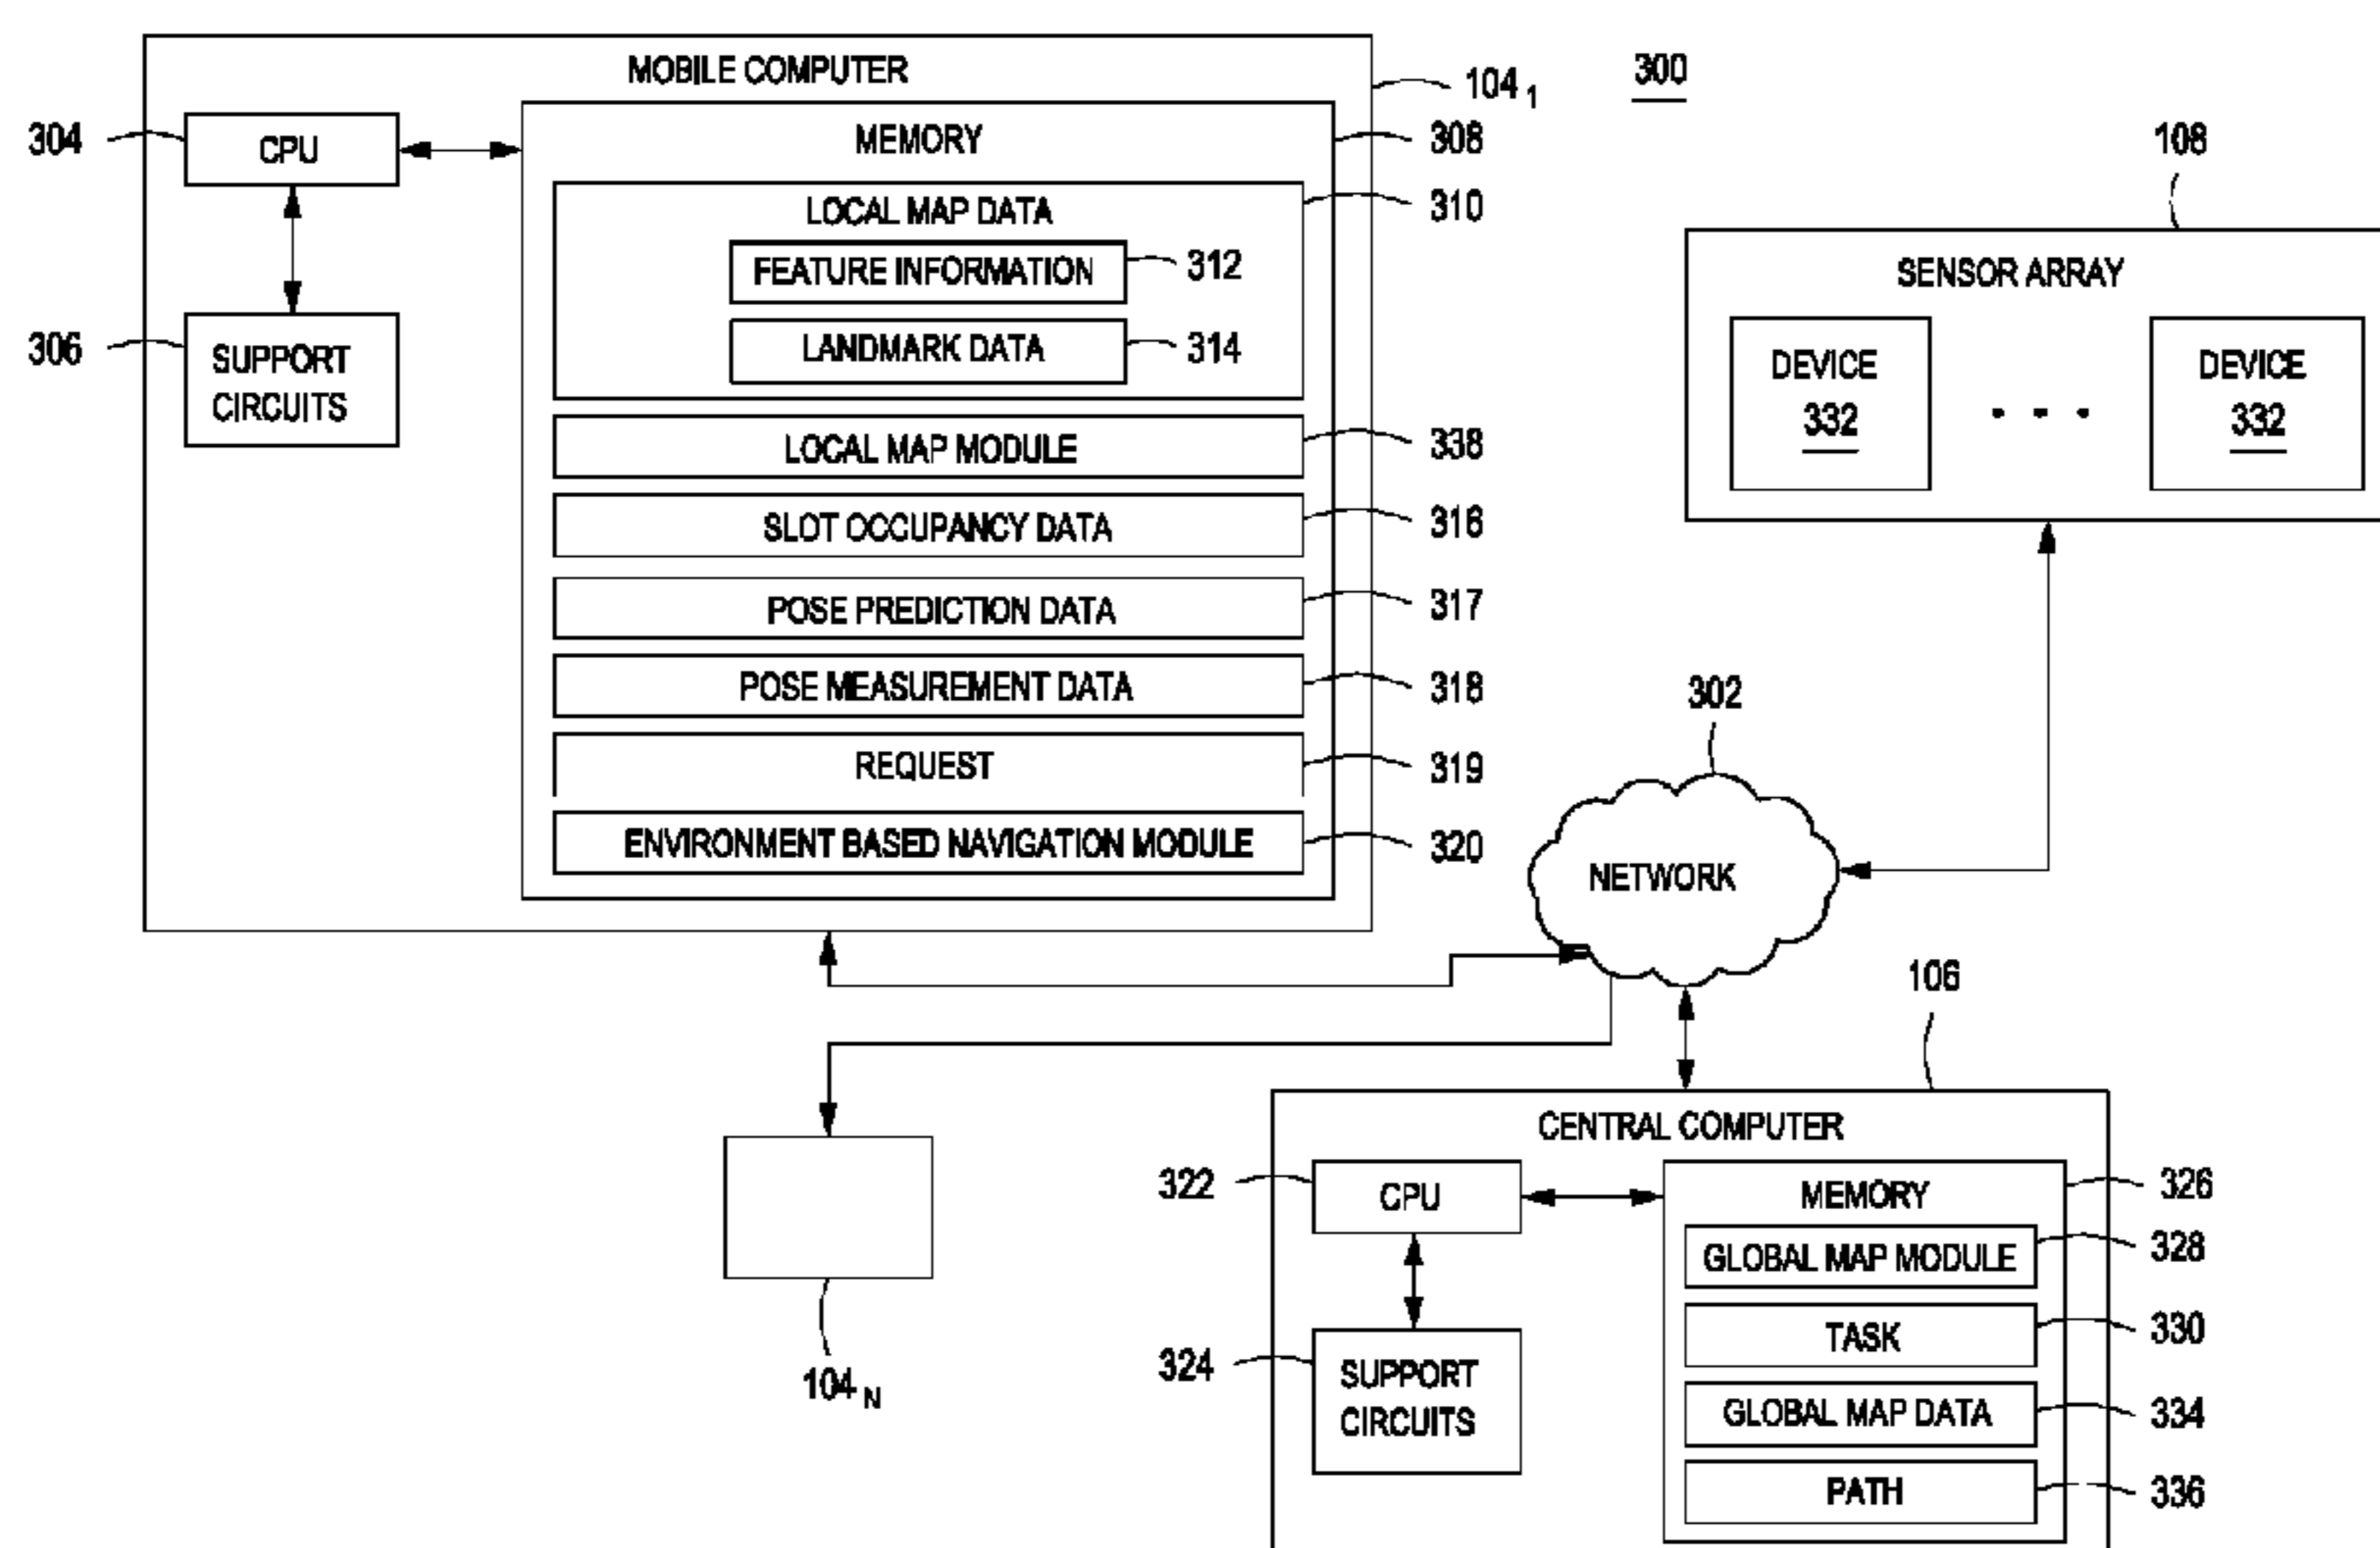 MOBILE COMPUTER
104 1
300
304
CPU
MEMORY
308
108
LOCAL MAP DATA
310
FEATURE INFORMATION
312
SENSOR ARRAY
306
SUPPORT
CIRCUITS
LANDMARK DATA
314
DEVICE
332
• • •
DEVICE
332
LOCAL MAP MODULE
338
SLOT OCCUPANCY DATA
316
POSE PREDICTION DATA
317
POSE MEASUREMENT DATA
318
302
REQUEST
319
ENVIRONMENT BASED NAVIGATION MODULE
320
NETWORK
106
CENTRAL COMPUTER
322
CPU
MEMORY
326
GLOBAL MAP MODULE
328
TASK
330
324
SUPPORT
CIRCUITS
104 N
GLOBAL MAP DATA
334
PATH
336